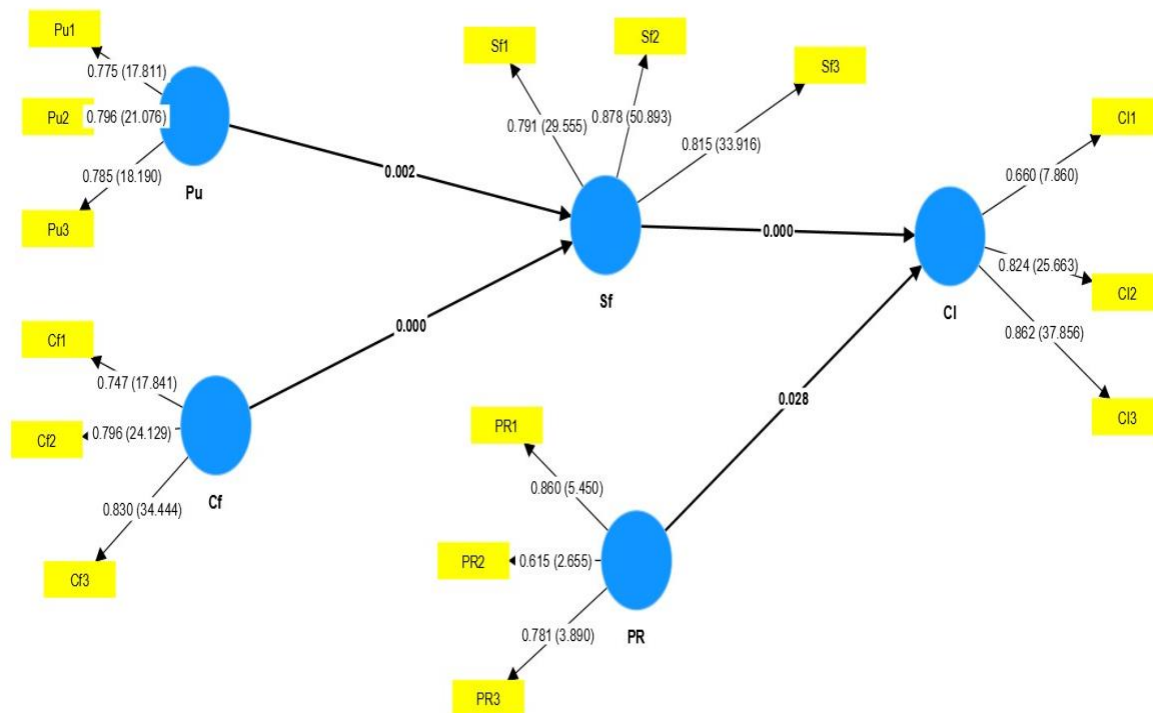 Pu1
0.775 (17.811)
Pu2
0.796 (21.076)
0.785 (18.190)
Pu3
Pu
0.002
Sf1
Sf2
Sf3
0.791 (29.555)
0.878 (50.893)
0.815 (33.916)
Sf
0.000
CI1
0.660 (7.860)
0.824 (25.663)
CI2
0.862 (37.856)
CI3
CI
Cf1
0.747 (17.841)
Cf2
0.796 (24.129)
0.830 (34.444)
Cf3
Cf
0.000
0.028
PR1
0.860 (5.450)
PR2
0.615 (2.655)
0.781 (3.890)
PR3
PR